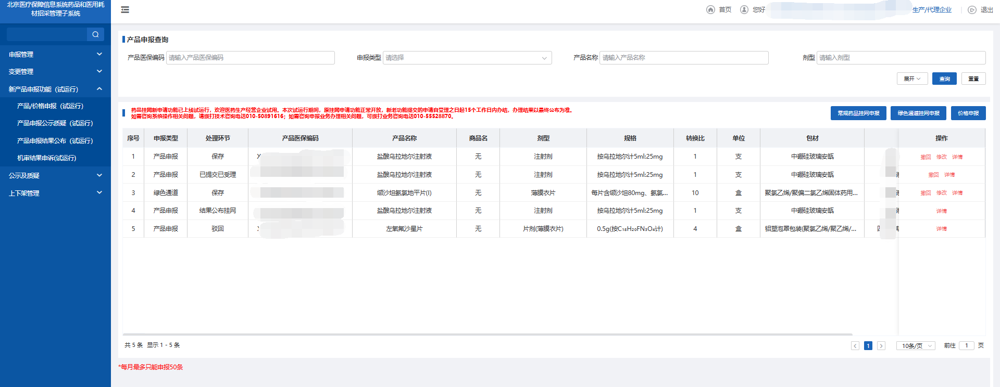 北京医疗保障信息系统药品和医用耗
材招采管理子系统
首页 您好 生产/代理企业 退出
申报管理
变更管理
新产品申报功能（试运行）
产品/价格申报（试运行）
产品申报公示质疑（试运行）
产品申报结果公布（试运行）
机审结果申诉(试运行)
公示及质疑
上下架管理
产品申报查询
产品医保编码 请输入产品医保编码 申报类型 请选择 产品名称 请输入产品名称 剂型 请输入剂型
展开 查询 重置
药品挂网新申请功能已上线试运行，欢迎医药生产经营企业试用。本次试运行期间，原挂网申请功能正常开放，新老功能提交的申请自受理之日起15个工作日内办结，办理结果以最终公布为准。
如需咨询系统操作相关问题，请拨打技术咨询电话010-50891616；如需咨询申报业务办理相关问题，可拨打业务咨询电话010-55528870。
常规药品挂网申报 绿色通道挂网申报 价格申报
序号 申报类型 处理环节 产品医保编码 产品名称 商品名 剂型 规格 转换比 单位 包材 操作
1 产品申报 保存 盐酸乌拉地尔注射液 无 注射剂 按乌拉地尔计5ml:25mg 1 支 中硼硅玻璃安瓿 撤回 修改 详情
2 产品申报 已提交已受理 盐酸乌拉地尔注射液 无 注射剂 按乌拉地尔计5ml:25mg 1 支 中硼硅玻璃安瓿 撤回 详情
3 绿色通道 保存 缬沙坦氨氯地平片(I) 无 薄膜衣片 每片含缬沙坦80mg、氨氯... 10 盒 聚氯乙烯/聚偏二氯乙烯固体药用... 撤回 修改 详情
4 产品申报 结果公布挂网 盐酸乌拉地尔注射液 无 注射剂 按乌拉地尔计5ml:25mg 1 支 中硼硅玻璃安瓿 详情
5 产品申报 驳回 左氧氟沙星片 无 片剂(薄膜衣片) 0.5g(按C₁₈H₂₀FN₃O₄计) 4 盒 铝塑泡罩包装(聚氯乙烯/聚乙烯/... 四 详情
共 5 条 显示 1 - 5 条 1 10条/页 前往 1 页
*每月最多只能申报50条